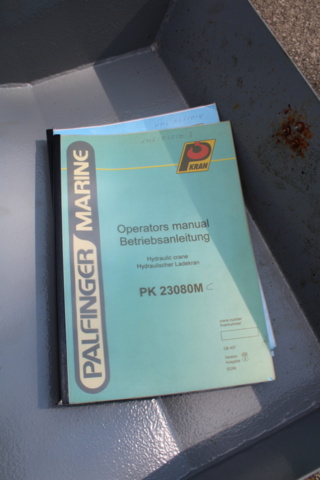 P
KRAN
PALFINGER MARINE
Operators manual
Betriebsanleitung
Hydraulic crane
Hydraulischer Ladekran
PK 23080M C